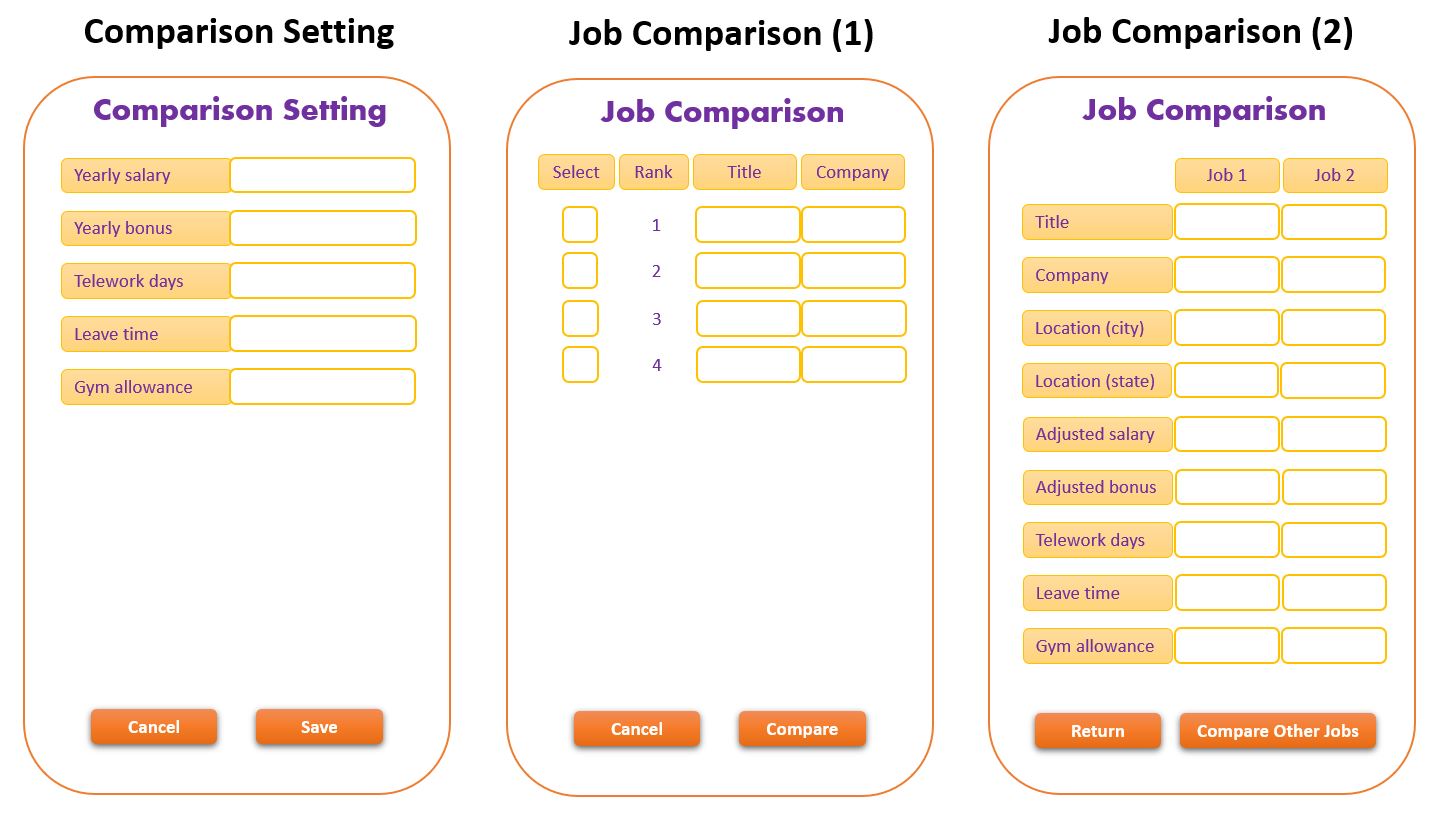 Comparison Setting
Comparison Setting
Yearly salary
Yearly bonus
Telework days
Leave time
Gym allowance
Cancel Save
Job Comparison (1)
Job Comparison
Select Rank Title Company
1
2
3
4
Cancel Compare
Job Comparison (2)
Job Comparison
Job 1 Job 2
Title
Company
Location (city)
Location (state)
Adjusted salary
Adjusted bonus
Telework days
Leave time
Gym allowance
Return Compare Other Jobs